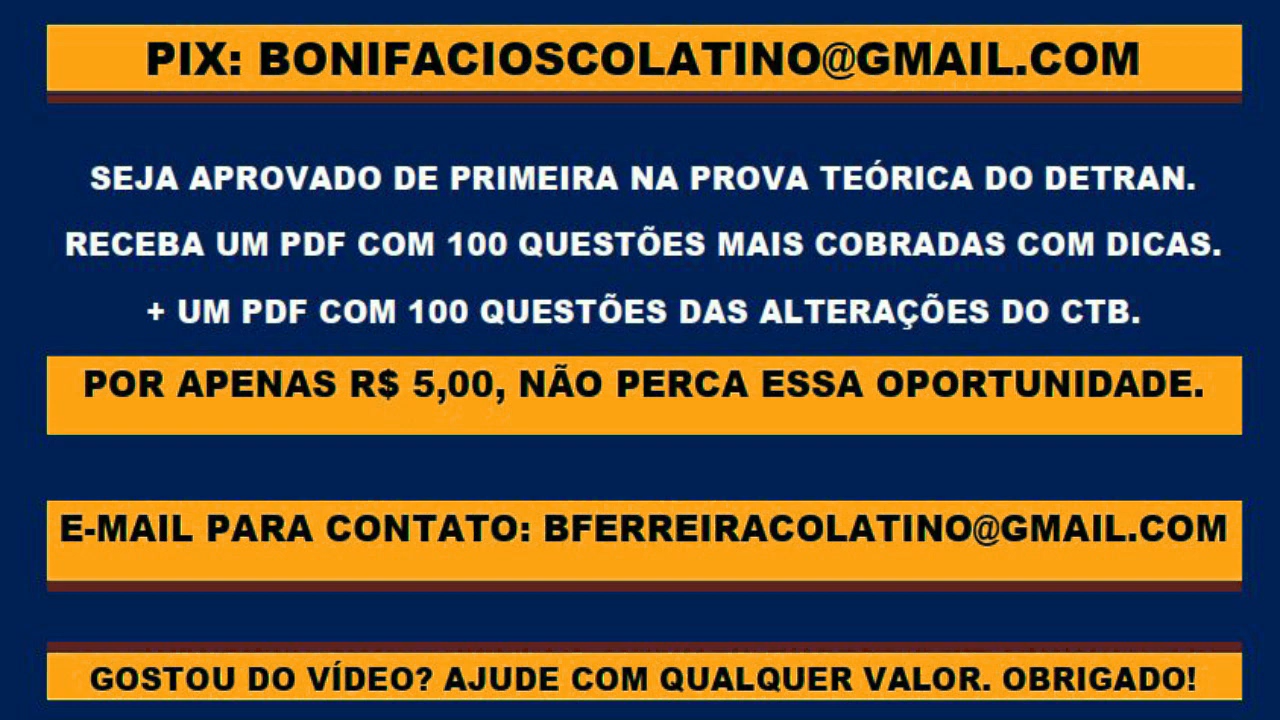 PIX: BONIFACIOSCOLATINO@GMAIL.COM
SEJA APROVADO DE PRIMEIRA NA PROVA TEÓRICA DO DETRAN.
RECEBA UM PDF COM 100 QUESTÕES MAIS COBRADAS COM DICAS.
+ UM PDF COM 100 QUESTÕES DAS ALTERAÇÕES DO CTB.
POR APENAS R$ 5,00, NÃO PERCA ESSA OPORTUNIDADE.
E-MAIL PARA CONTATO: BFERREIRACOLATINO@GMAIL.COM
GOSTOU DO VÍDEO? AJUDE COM QUALQUER VALOR. OBRIGADO!